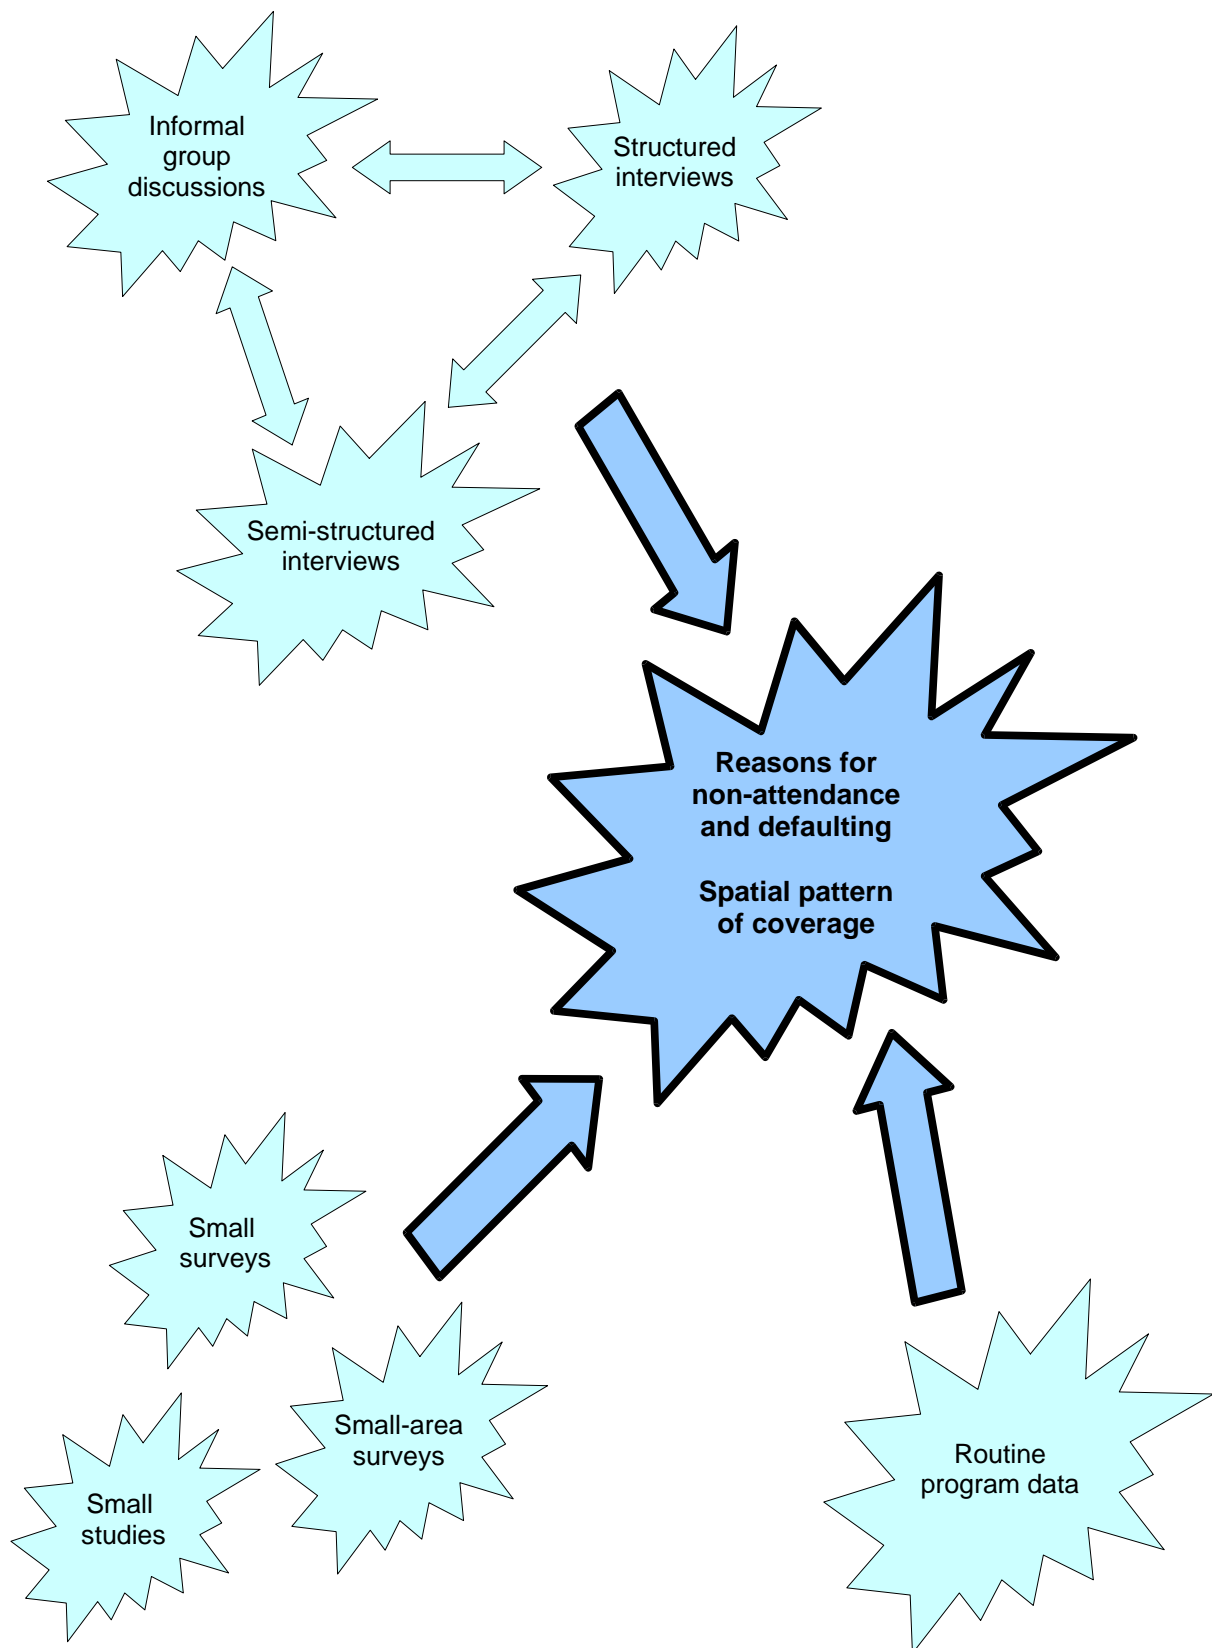 Informal
group
discussions
Structured
interviews
Semi-structured
interviews
Reasons for
non-attendance
and defaulting
Spatial pattern
of coverage
Small
surveys
Small-area
surveys
Small
studies
Routine
program data